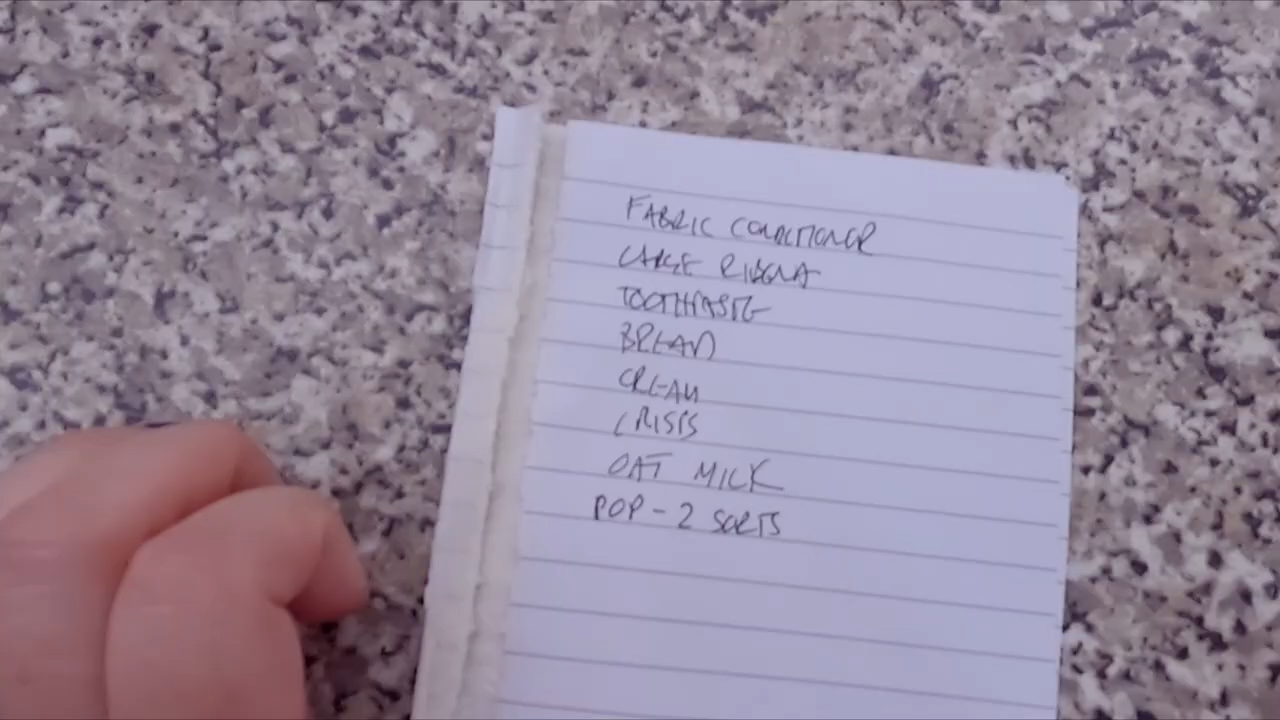 FABRIC CONDITIONER
LARGE RIBENA
TOOTHPASTE
BREAD
CREAM
CRISPS
OAT MILK
POP - 2 SORTS